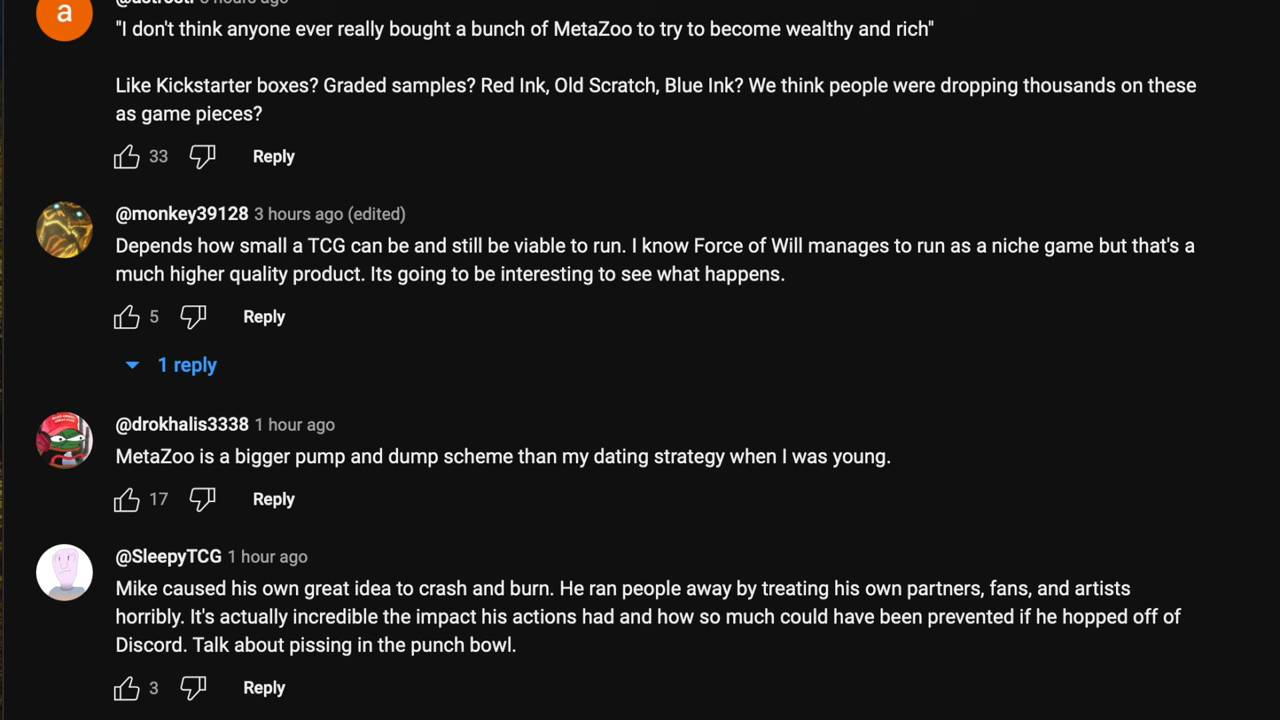 a
"I don't think anyone ever really bought a bunch of MetaZoo to try to become wealthy and rich"
Like Kickstarter boxes? Graded samples? Red Ink, Old Scratch, Blue Ink? We think people were dropping thousands on these
as game pieces?
33 Reply
@monkey39128 3 hours ago (edited)
Depends how small a TCG can be and still be viable to run. I know Force of Will manages to run as a niche game but that's a
much higher quality product. Its going to be interesting to see what happens.
5 Reply
1 reply
@drokhalis3338 1 hour ago
MetaZoo is a bigger pump and dump scheme than my dating strategy when I was young.
17 Reply
@SleepyTCG 1 hour ago
Mike caused his own great idea to crash and burn. He ran people away by treating his own partners, fans, and artists
horribly. It's actually incredible the impact his actions had and how so much could have been prevented if he hopped off of
Discord. Talk about pissing in the punch bowl.
3 Reply